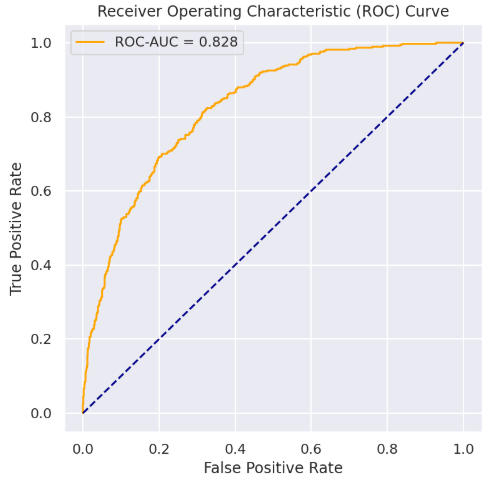 Receiver Operating Characteristic (ROC) Curve
ROC-AUC = 0.828
1.0
0.8
0.6
0.4
0.2
0.0
True Positive Rate
0.0 0.2 0.4 0.6 0.8 1.0
False Positive Rate